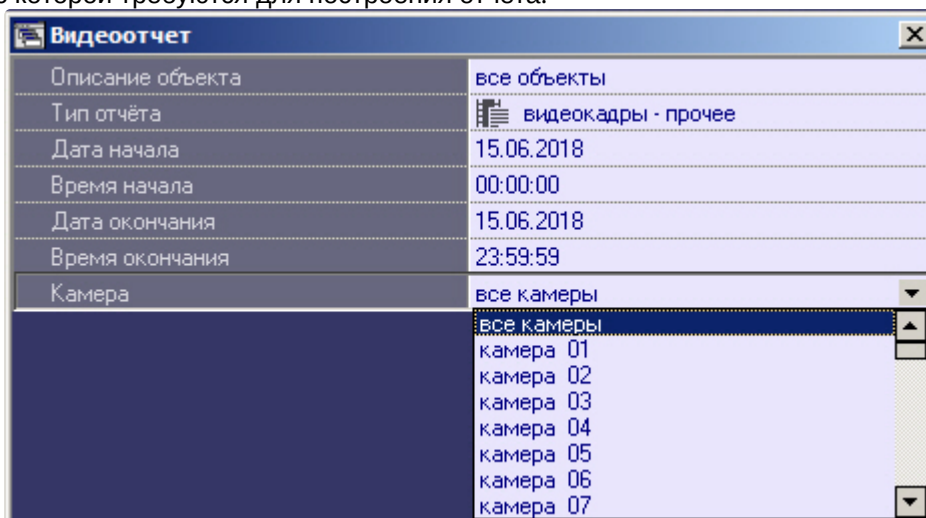 с которой требуются для построения отчёта.
Видеоотчет
Описание объекта все объекты
Тип отчёта видеокадры - прочее
Дата начала 15.06.2018
Время начала 00:00:00
Дата окончания 15.06.2018
Время окончания 23:59:59
Камера все камеры
все камеры
камера 01
камера 02
камера 03
камера 04
камера 05
камера 06
камера 07